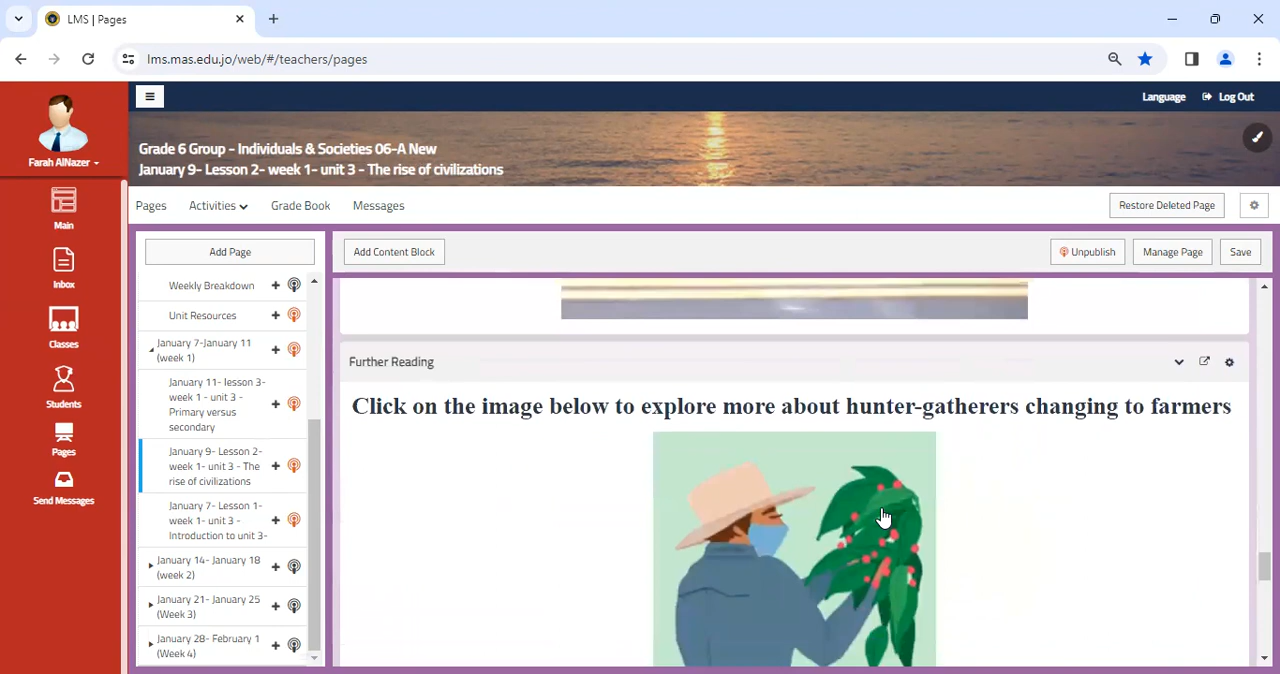 LMS | Pages
lms.mas.edu.jo/web/#/teachers/pages
Language
Log Out
Farah AlNazer
Grade 6 Group - Individuals & Societies 06-A New
January 9- Lesson 2- week 1- unit 3 - The rise of civilizations
Main
Inbox
Classes
Students
Pages
Send Messages
Pages
Activities
Grade Book
Messages
Restore Deleted Page
Add Page
Add Content Block
Unpublish
Manage Page
Save
Weekly Breakdown
Unit Resources
January 7-January 11
(week 1)
January 11- lesson 3-
week 1 - unit 3 -
Primary versus
secondary
January 9- Lesson 2-
week 1- unit 3 - The
rise of civilizations
January 7- Lesson 1-
week 1- unit 3 -
Introduction to unit 3-
January 14- January 18
(week 2)
January 21- January 25
(Week 3)
January 28- February 1
(Week 4)
Further Reading
Click on the image below to explore more about hunter-gatherers changing to farmers